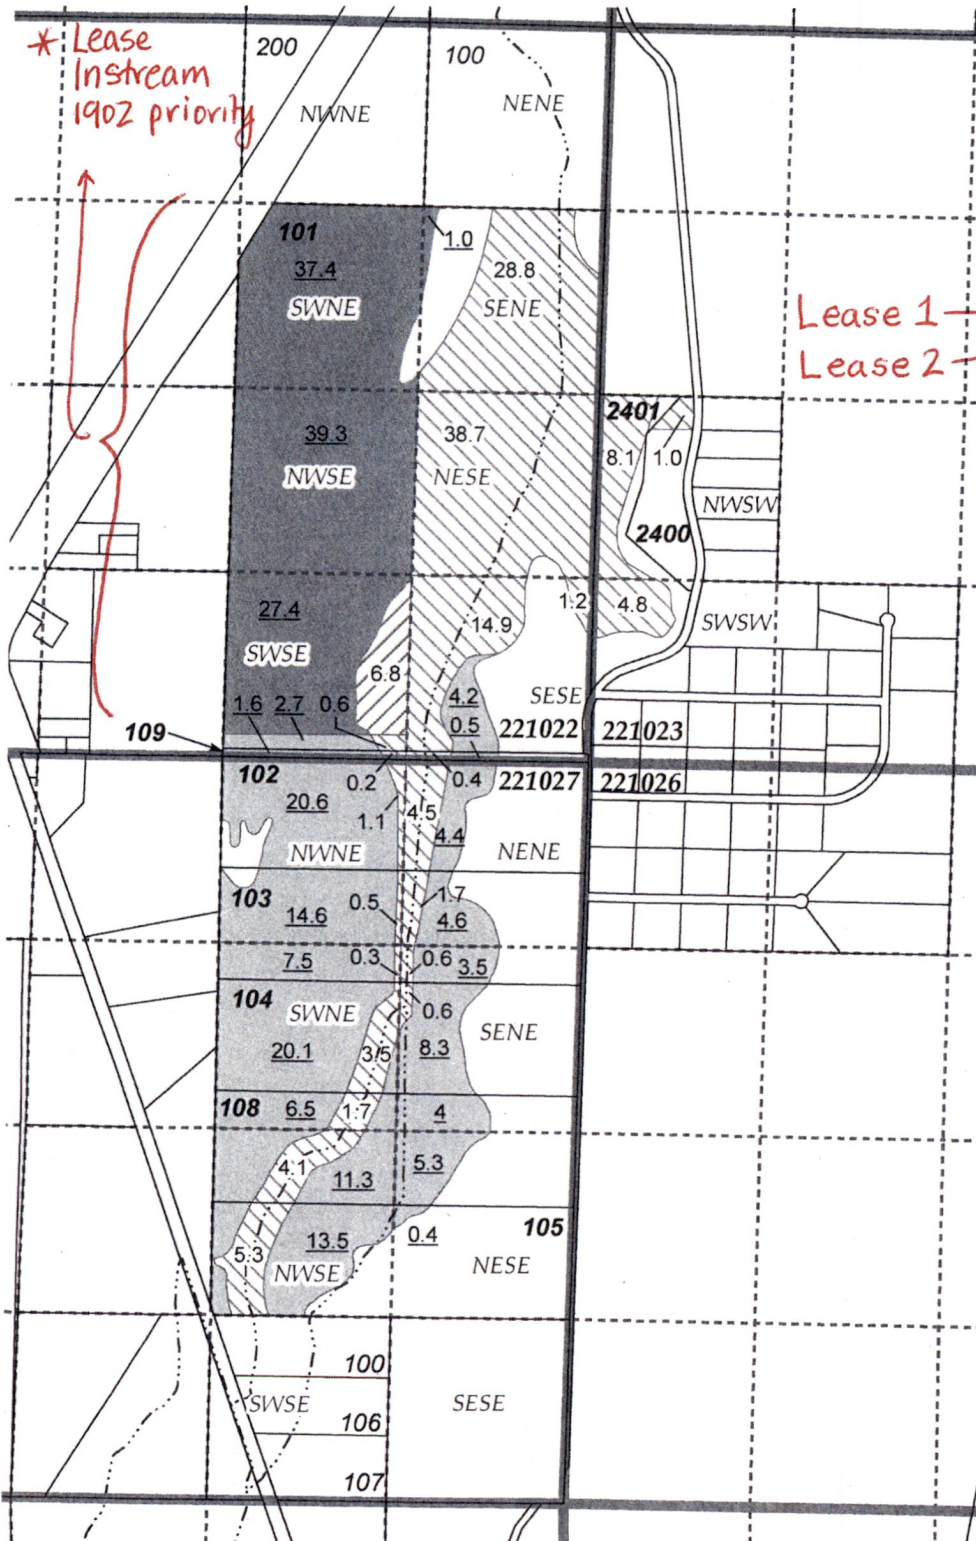 * Lease
Instream
1902 priority
200
100
NWNE
NENE
101
1.0
37.4
28.8
SWNE
SENE
Lease 1
Lease 2
2401
39.3
38.7
8.1
1.0
NWSE
NESE
NWSW
2400
27.4
1.2
4.8
14.9
SWSW
SWSE
6.8
4.2
SESE
1.6
2.7
0.6
0.5
221022
221023
109
102
0.2
0.4
221027
221026
20.6
1.1
4.5
4.4
NWNE
NENE
103
0.5
1.7
14.6
4.6
7.5
0.3
0.6
3.5
104
SWNE
0.6
SENE
20.1
3.5
8.3
108
6.5
1.7
4
4.1
11.3
5.3
5.3
13.5
0.4
105
NWSE
NESE
100
SWSE
SESE
106
107